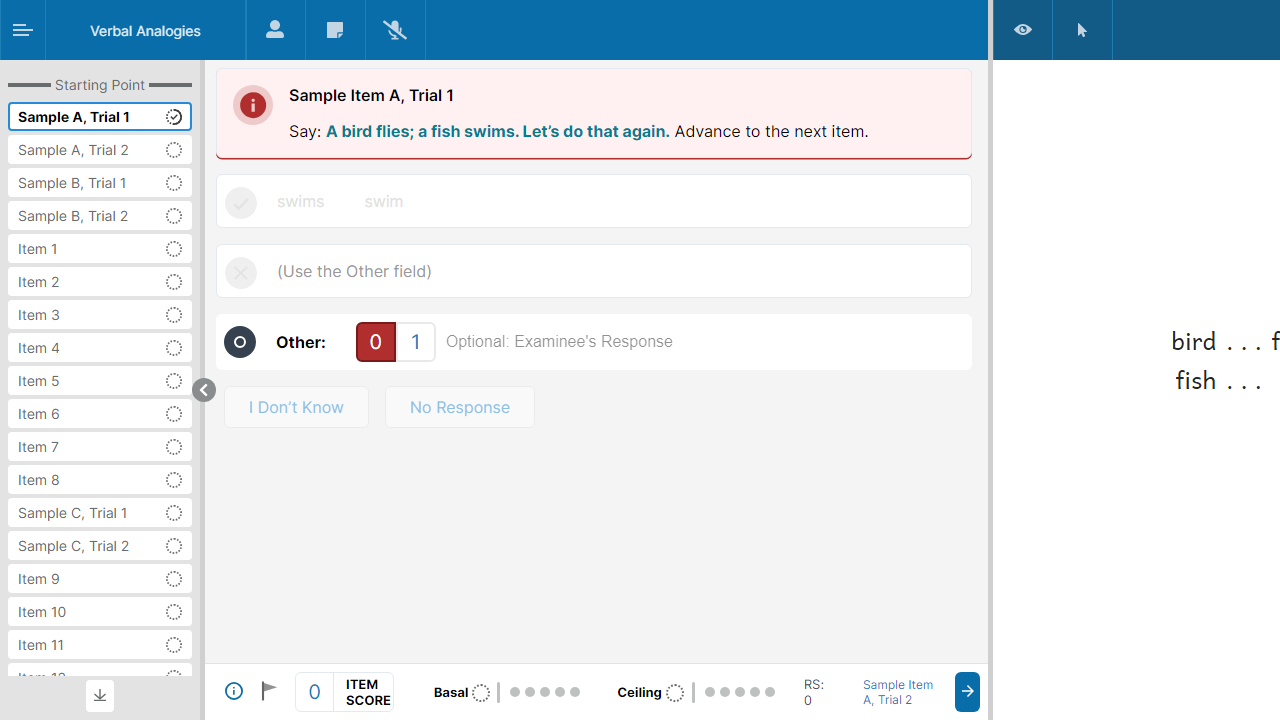 Verbal Analogies
Starting Point
Sample A, Trial 1
Sample A, Trial 2
Sample B, Trial 1
Sample B, Trial 2
Item 1
Item 2
Item 3
Item 4
Item 5
Item 6
Item 7
Item 8
Sample C, Trial 1
Sample C, Trial 2
Item 9
Item 10
Item 11
Item 12
Sample Item A, Trial 1
Say: A bird flies; a fish swims. Let’s do that again. Advance to the next item.
swims swim
(Use the Other field)
Other: 0 1 Optional: Examinee's Response
I Don’t Know No Response
0 ITEM SCORE
Basal
Ceiling
RS: 0
Sample Item
A, Trial 2
bird . . . f
fish . . .